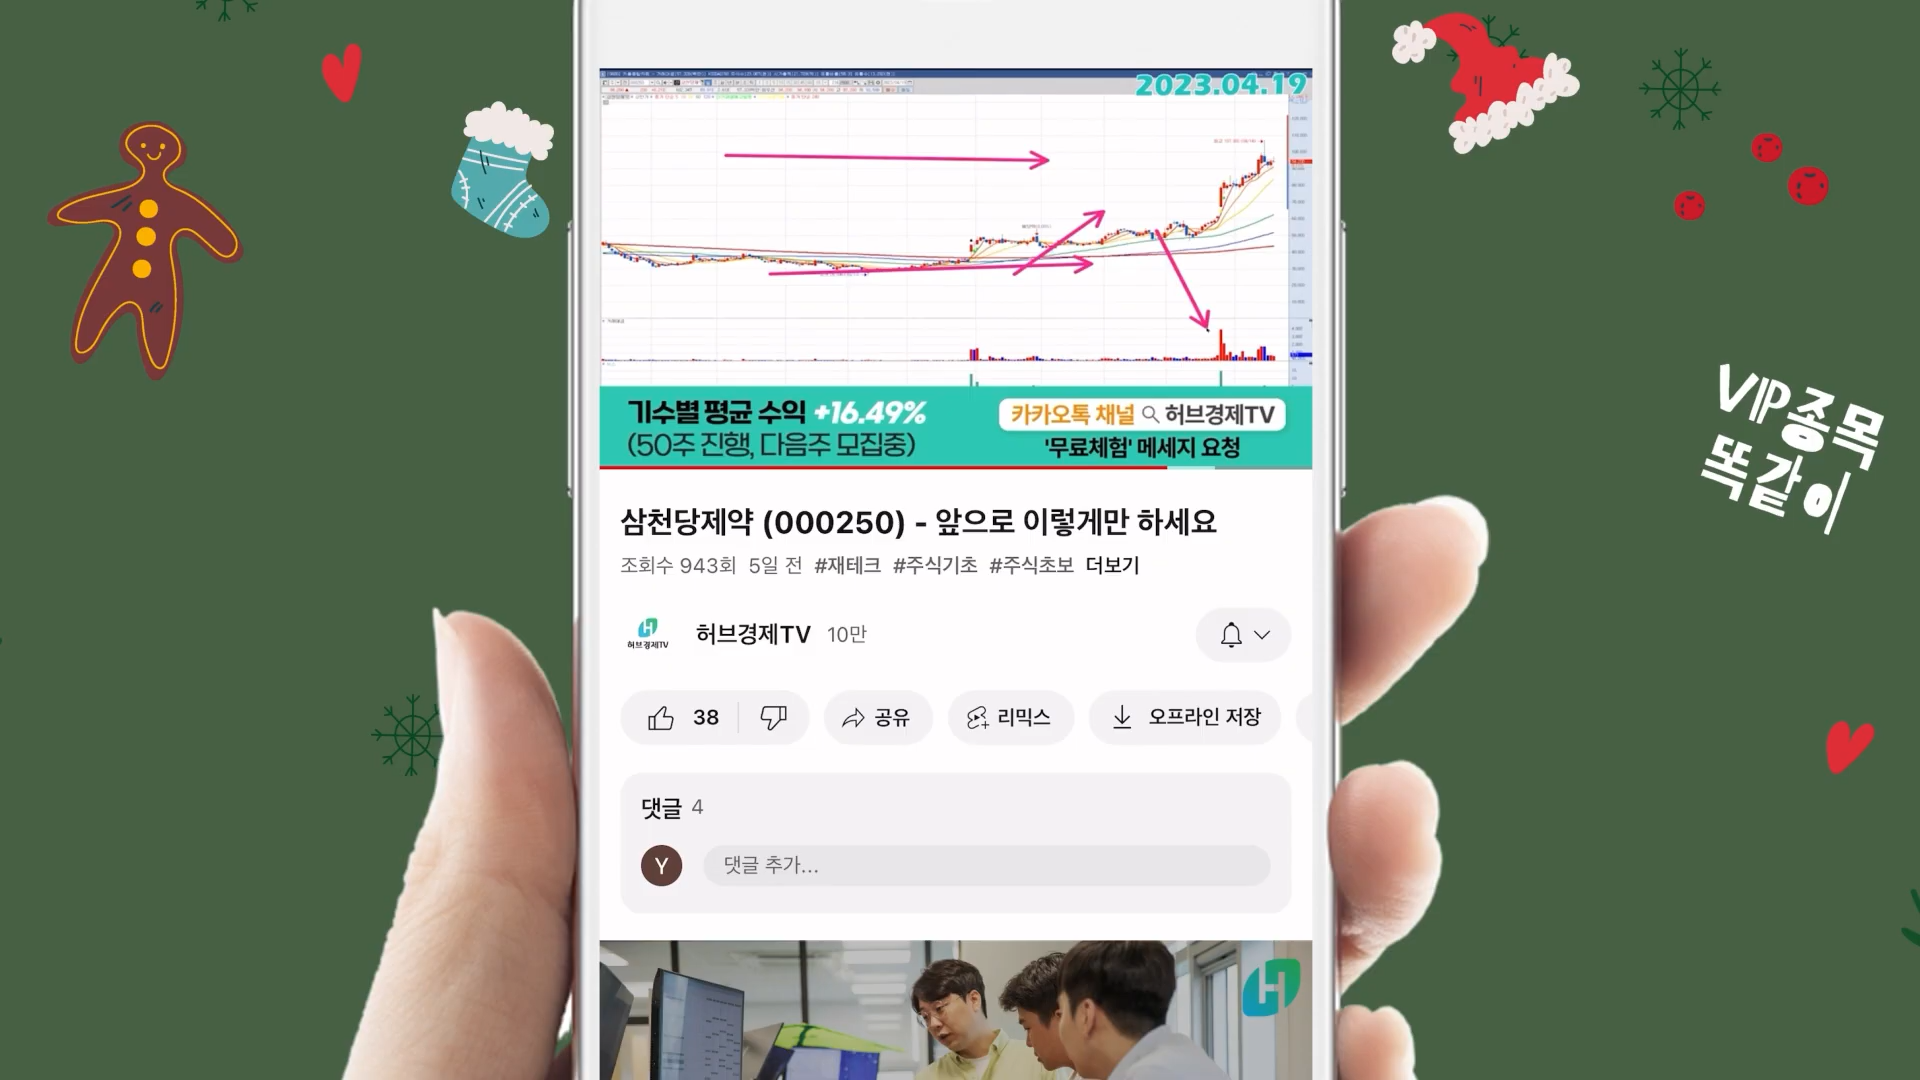 2023.04.19
기수별 평균 수익 +16.49%
(50주 진행, 다음주 모집중)
카카오톡 채널 허브경제TV
'무료체험' 메세지 요청
삼천당제약 (000250) - 앞으로 이렇게만 하세요
조회수 943회 5일 전 #재테크 #주식기초 #주식초보 더보기
허브경제TV
허브경제TV 10만
38
공유
리믹스
오프라인 저장
댓글 4
Y
댓글 추가...
VIP종목
똑같이